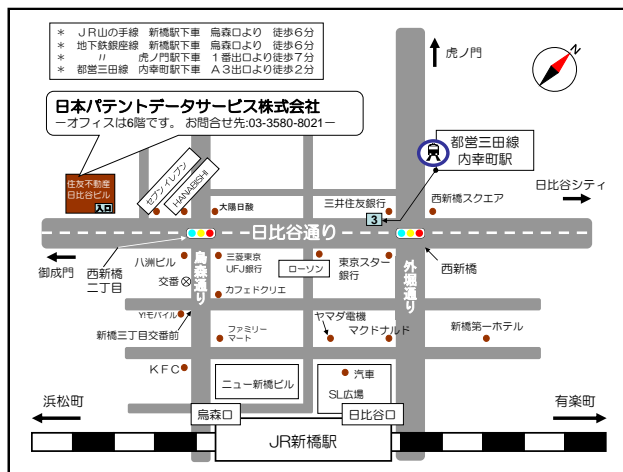 ＊　ＪＲ山の手線　新橋駅下車　烏森口より　徒歩６分
＊　地下鉄銀座線　新橋駅下車　烏森口より　徒歩６分
＊　　　〃　　　虎ノ門駅下車　１番出口より徒歩７分
＊　都営三田線　内幸町駅下車　Ａ３出口より徒歩２分
虎ノ門
N
日本パテントデータサービス株式会社
－オフィスは6階です。 お問合せ先:03-3580-8021－
都営三田線
内幸町駅
住友不動産
日比谷ビル
入口
セブンイレブン
HANABISHI
大陽日酸
三井住友銀行
3
西新橋スクエア
日比谷シティ
日比谷通り
御成門
西新橋
二丁目
八洲ビル
交番
烏森通り
三菱東京
UFJ銀行
カフェドクリエ
ローソン
東京スター
銀行
外堀通り
西新橋
Y!モバイル
新橋三丁目交番前
ファミリー
マート
ヤマダ電機
マクドナルド
新橋第一ホテル
ＫＦＣ
ニュー新橋ビル
汽車
SL広場
浜松町
烏森口
日比谷口
有楽町
JR新橋駅